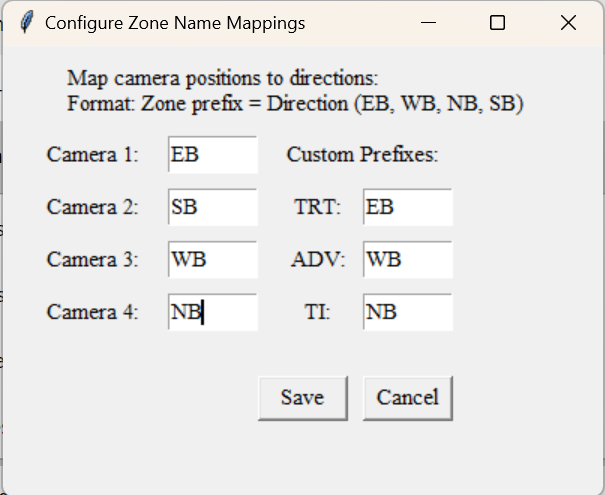 Configure Zone Name Mappings
Map camera positions to directions:
Format: Zone prefix = Direction (EB, WB, NB, SB)
Camera 1: EB Custom Prefixes:
Camera 2: SB TRT: EB
Camera 3: WB ADV: WB
Camera 4: NB TI: NB
Save Cancel